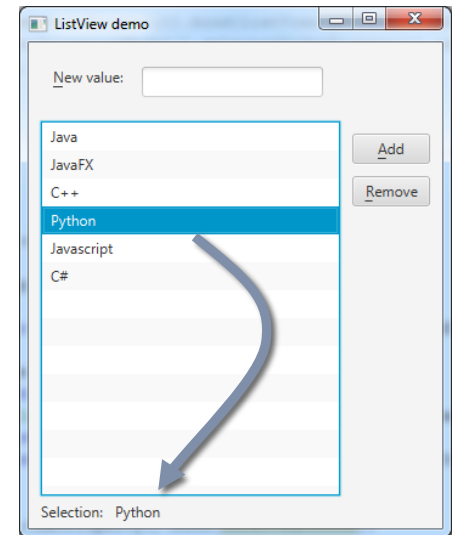 ListView demo
New value:
Java
JavaFX
C++
Python
Javascript
C#
Add
Remove
Selection: Python